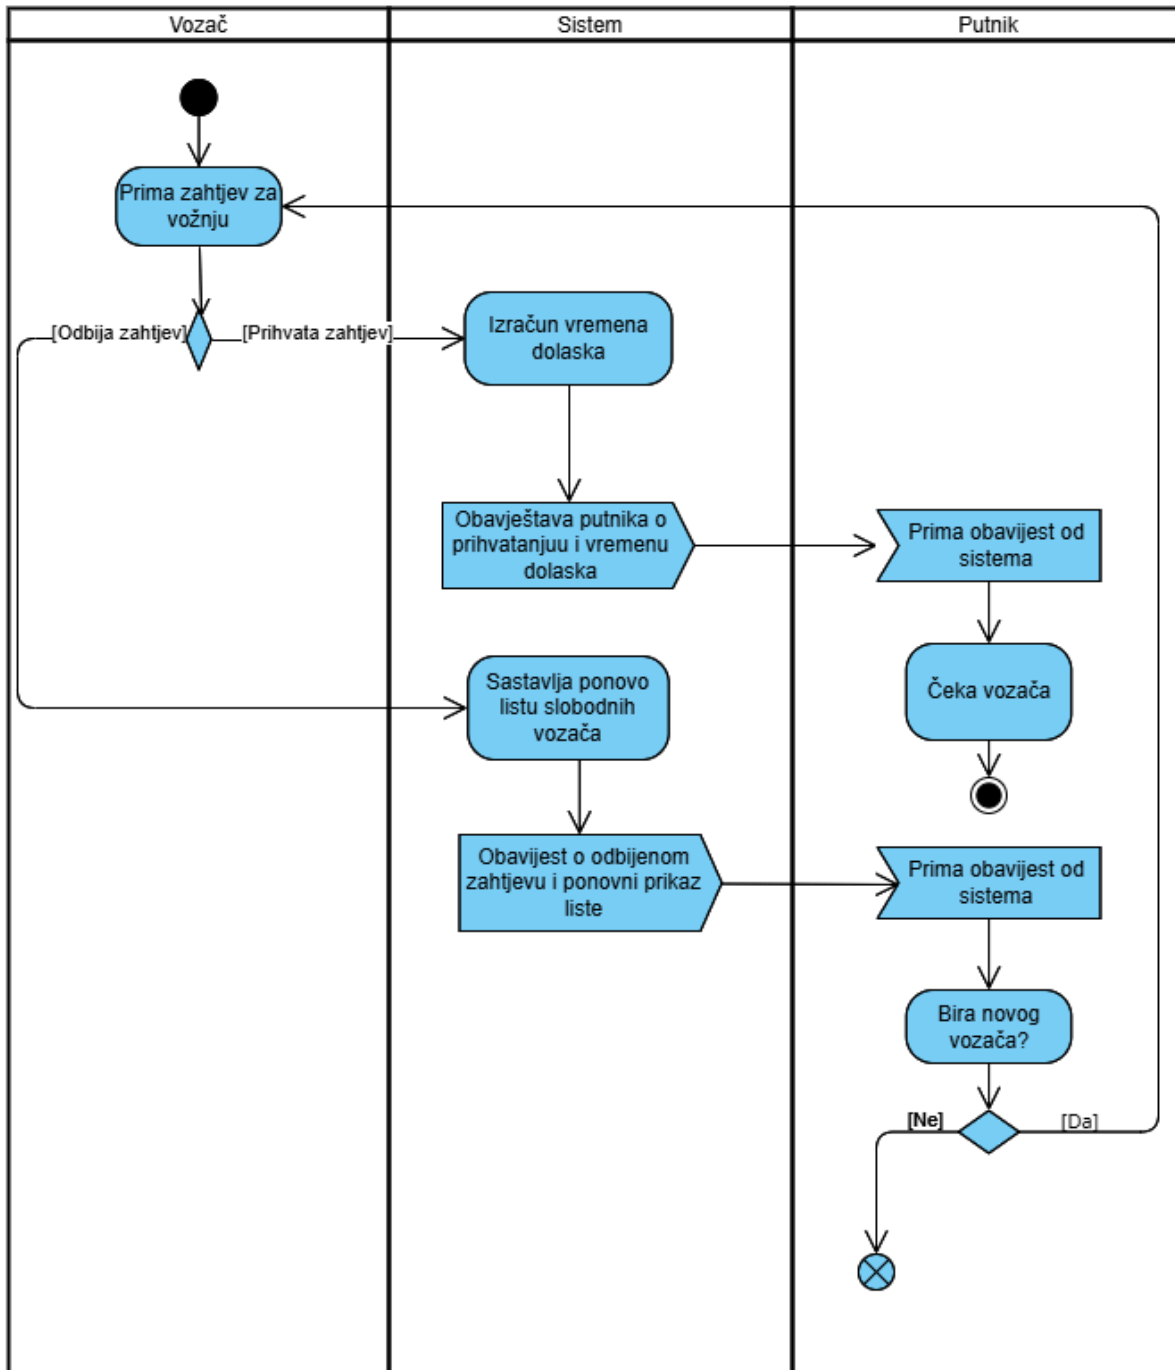 Vozač
Sistem
Putnik
Prima zahtjev za
vožnju
[Odbija zahtjev]
[Prihvata zahtjev]
Izračun vremena
dolaska
Obavještava putnika o
prihvatanjuu i vremenu
dolaska
Prima obavijest od
sistema
Sastavlja ponovo
listu slobodnih
vozača
Čeka vozača
Obavijest o odbijenom
zahtjevu i ponovni prikaz
liste
Prima obavijest od
sistema
Bira novog
vozača?
[Ne]
[Da]